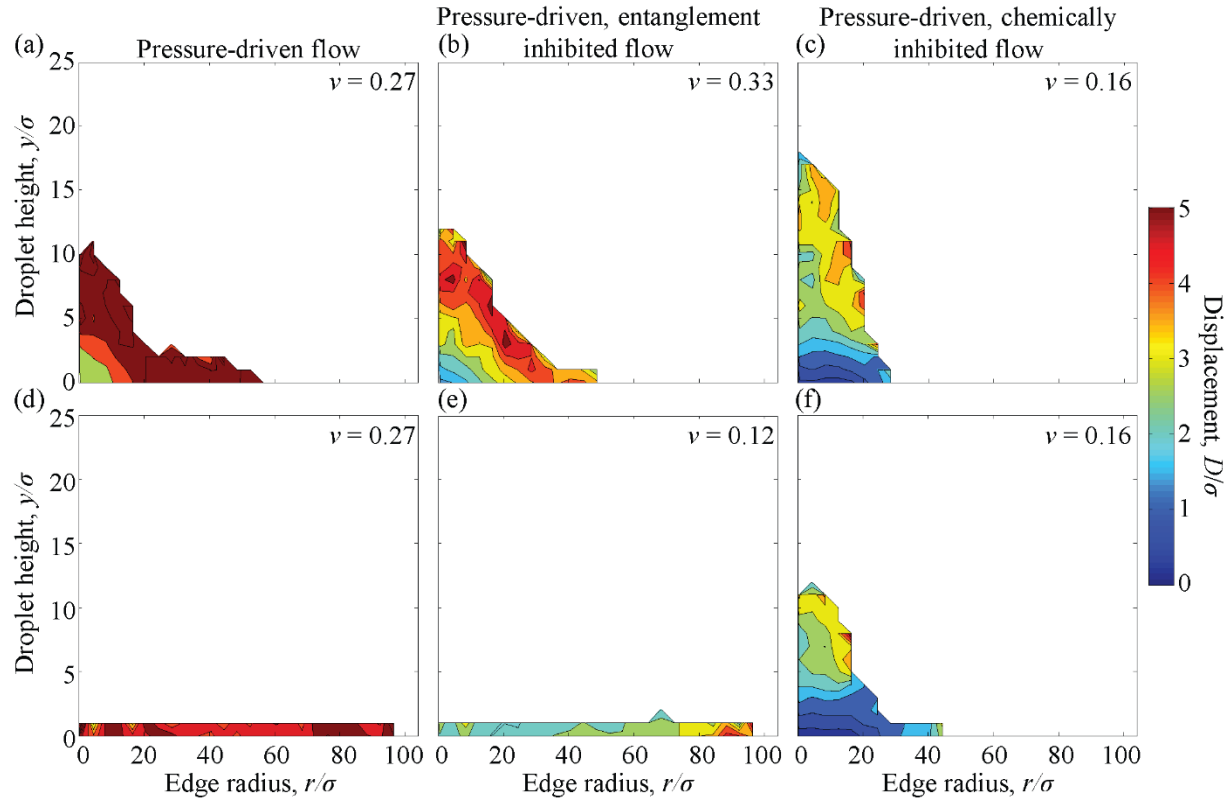 Pressure-driven, entanglement Pressure-driven, chemically
(a) Pressure-driven flow (b) inhibited flow (c) inhibited flow
25
20
15
10
5
0
Droplet height, y/σ
v = 0.27
v = 0.33
v = 0.16
(d) (e) (f)
25
20
15
10
5
0
Droplet height, y/σ
v = 0.27
v = 0.12
v = 0.16
0 20 40 60 80 100
0 20 40 60 80 100
0 20 40 60 80 100
Edge radius, r/σ
Edge radius, r/σ
Edge radius, r/σ
5
4
3
2
1
0
Displacement, D/σ